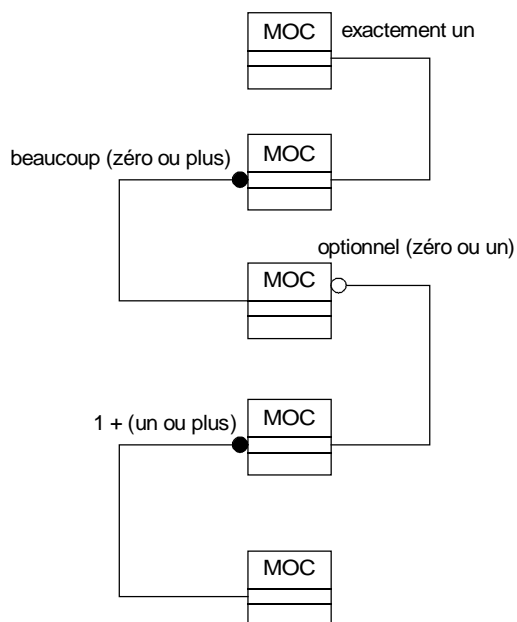 MOC
exactement un
MOC
beaucoup (zéro ou plus)
optionnel (zéro ou un)
MOC
MOC
1 + (un ou plus)
MOC